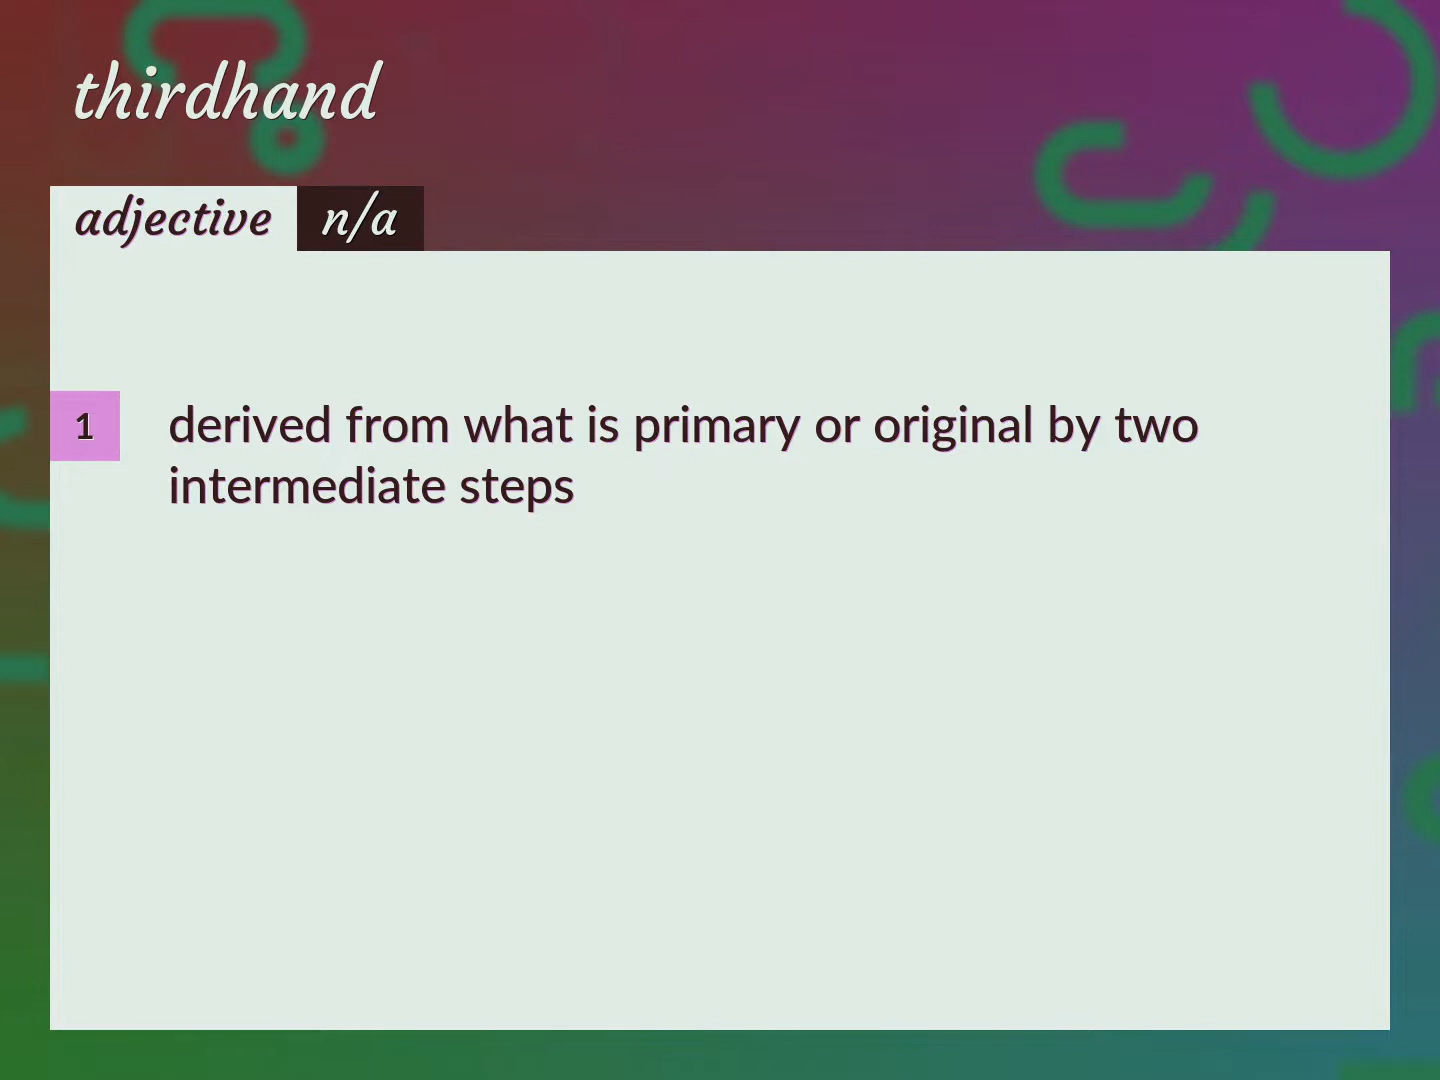 thirdhand
adjective n/a
1 derived from what is primary or original by two
intermediate steps